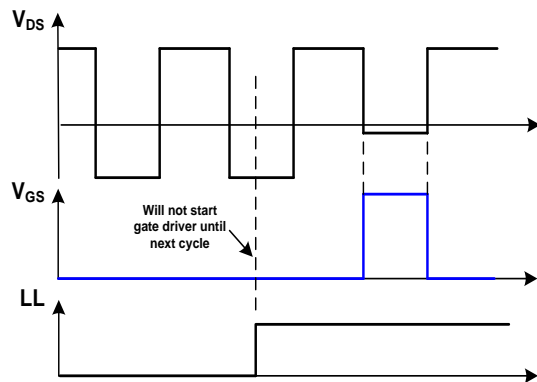 VDS
VGS
Will not start
gate driver until
next cycle
LL